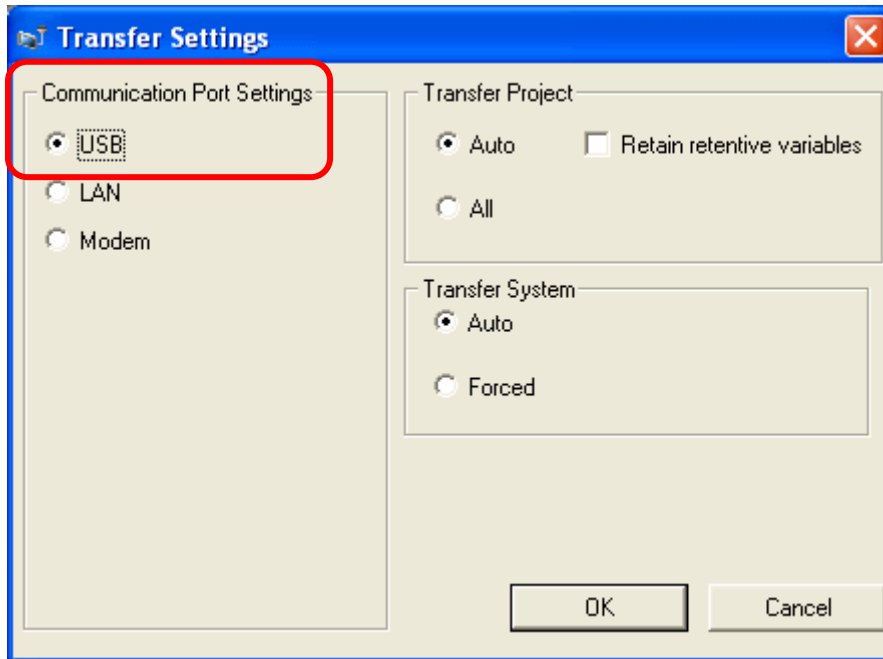 Transfer Settings
Communication Port Settings
USB
LAN
Modem
Transfer Project
Auto
Retain retentive variables
All
Transfer System
Auto
Forced
OK
Cancel